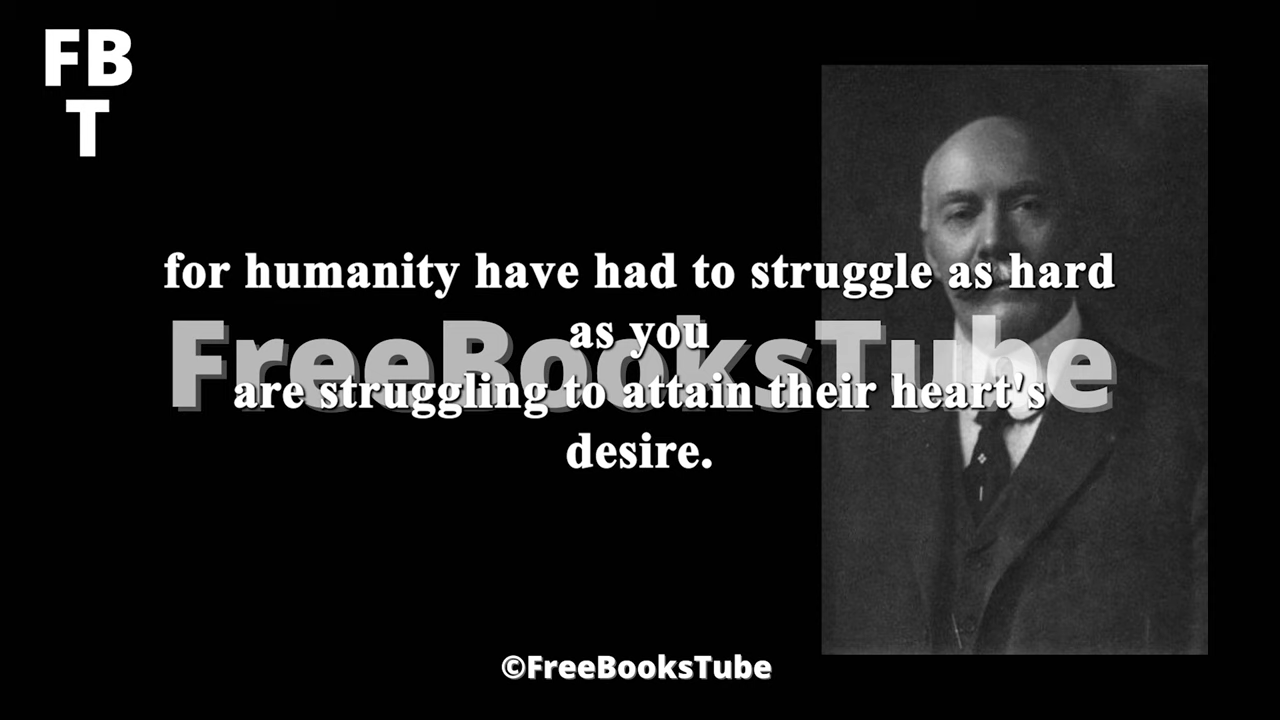 FB
T
for humanity have had to struggle as hard
as you
FreeBooksTube
are struggling to attain their heart's
desire.
©FreeBooksTube